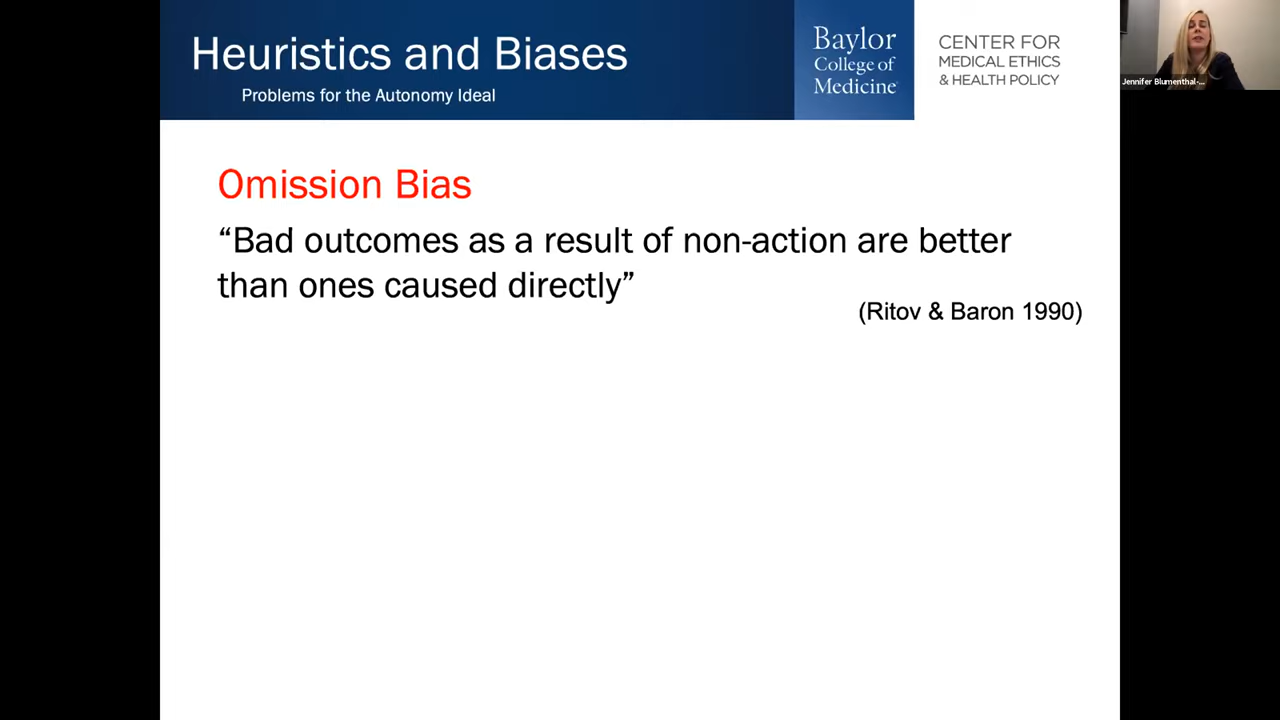 Heuristics and Biases
Problems for the Autonomy Ideal
Baylor
College of
Medicine
CENTER FOR
MEDICAL ETHICS
& HEALTH POLICY
Jennifer Blumenthal-...
Omission Bias
“Bad outcomes as a result of non-action are better
than ones caused directly”
(Ritov & Baron 1990)